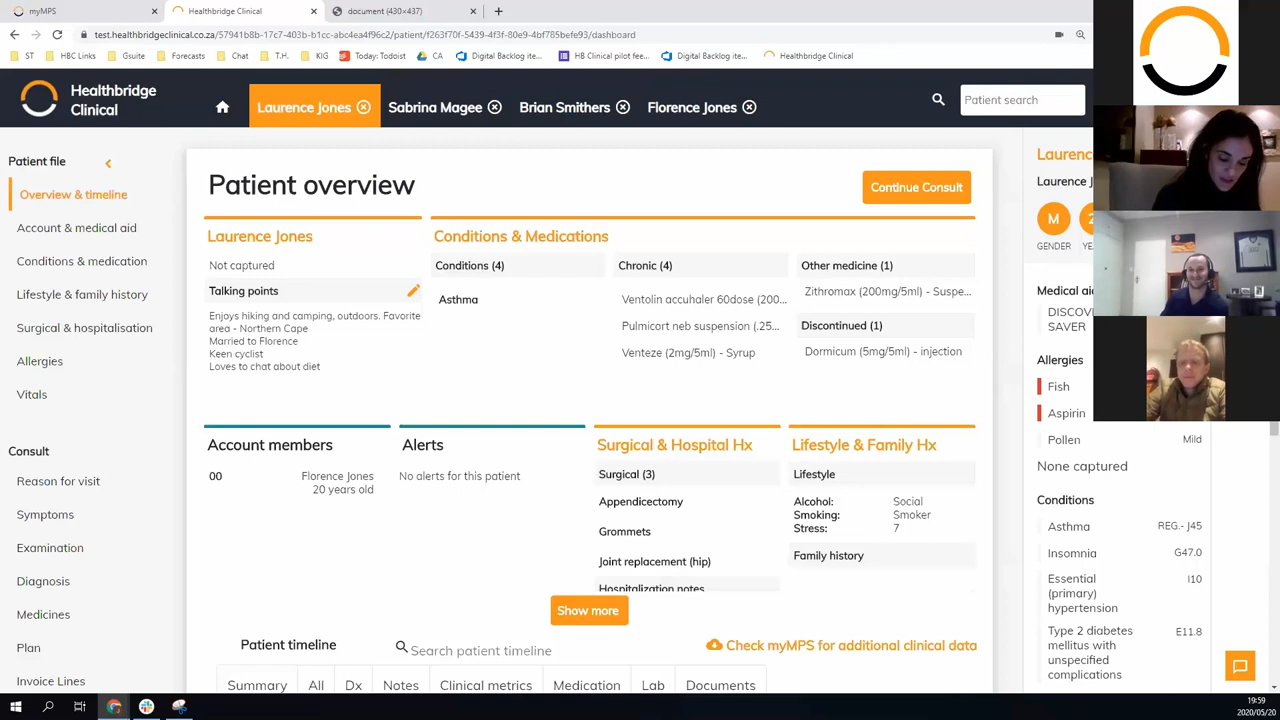 myMPS
Healthbridge Clinical
document (430×437)
test.healthbridgeclinical.co.za/57941b8b-17c7-403b-b1cc-abc4ea4f96c2/patient/f263f70f-5439-4f3f-80e9-4bf785befe93/dashboard
ST
HBC Links
Gsuite
Forecasts
Chat
T.H.
KIG
Today: Todoist
CA
Digital Backlog ite...
HB Clinical pilot fee...
Digital Backlog ite...
Healthbridge Clinical
Healthbridge
Clinical
Laurence Jones
Sabrina Magee
Brian Smithers
Florence Jones
Patient search
Patient file
Overview & timeline
Account & medical aid
Conditions & medication
Lifestyle & family history
Surgical & hospitalisation
Allergies
Vitals
Consult
Reason for visit
Symptoms
Examination
Diagnosis
Medicines
Plan
Invoice Lines
Patient overview
Continue Consult
Laurence Jones
Not captured
Talking points
Enjoys hiking and camping, outdoors. Favorite
area - Northern Cape
Married to Florence
Keen cyclist
Loves to chat about diet
Conditions & Medications
Conditions (4)
Asthma
Chronic (4)
Ventolin accuhaler 60dose (200...
Pulmicort neb suspension (.25...
Venteze (2mg/5ml) - Syrup
Other medicine (1)
Zithromax (200mg/5ml) - Suspe...
Discontinued (1)
Dormicum (5mg/5ml) - injection
Account members
00
Florence Jones
20 years old
Alerts
No alerts for this patient
Surgical & Hospital Hx
Surgical (3)
Appendicectomy
Grommets
Joint replacement (hip)
Hospitalization notes
Lifestyle & Family Hx
Lifestyle
Alcohol: Social
Smoking: Smoker
Stress: 7
Family history
Show more
Patient timeline
Search patient timeline
Check myMPS for additional clinical data
Summary
All
Dx
Notes
Clinical metrics
Medication
Lab
Documents
Laurenc
Laurence J
M
2
GENDER
YE
Medical aid
DISCOV
SAVER
Allergies
Fish
Aspirin
Pollen Mild
None captured
Conditions
Asthma REG.- J45
Insomnia G47.0
Essential I10
(primary)
hypertension
Type 2 diabetes E11.8
mellitus with
unspecified
complications
19:59
2020/05/20